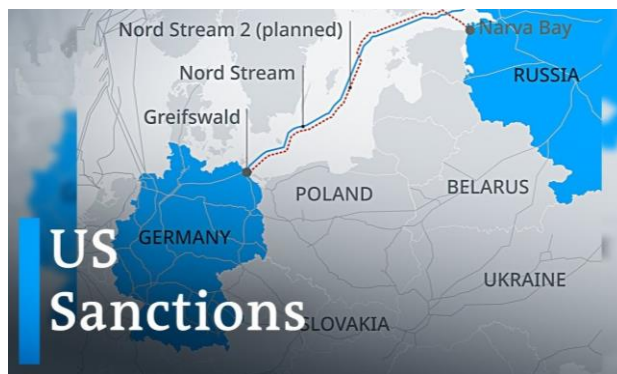 Nord Stream 2 (planned)
Narva Bay
Nord Stream
RUSSIA
Greifswald
POLAND
BELARUS
GERMANY
UKRAINE
US
Sanctions
SLOVAKIA